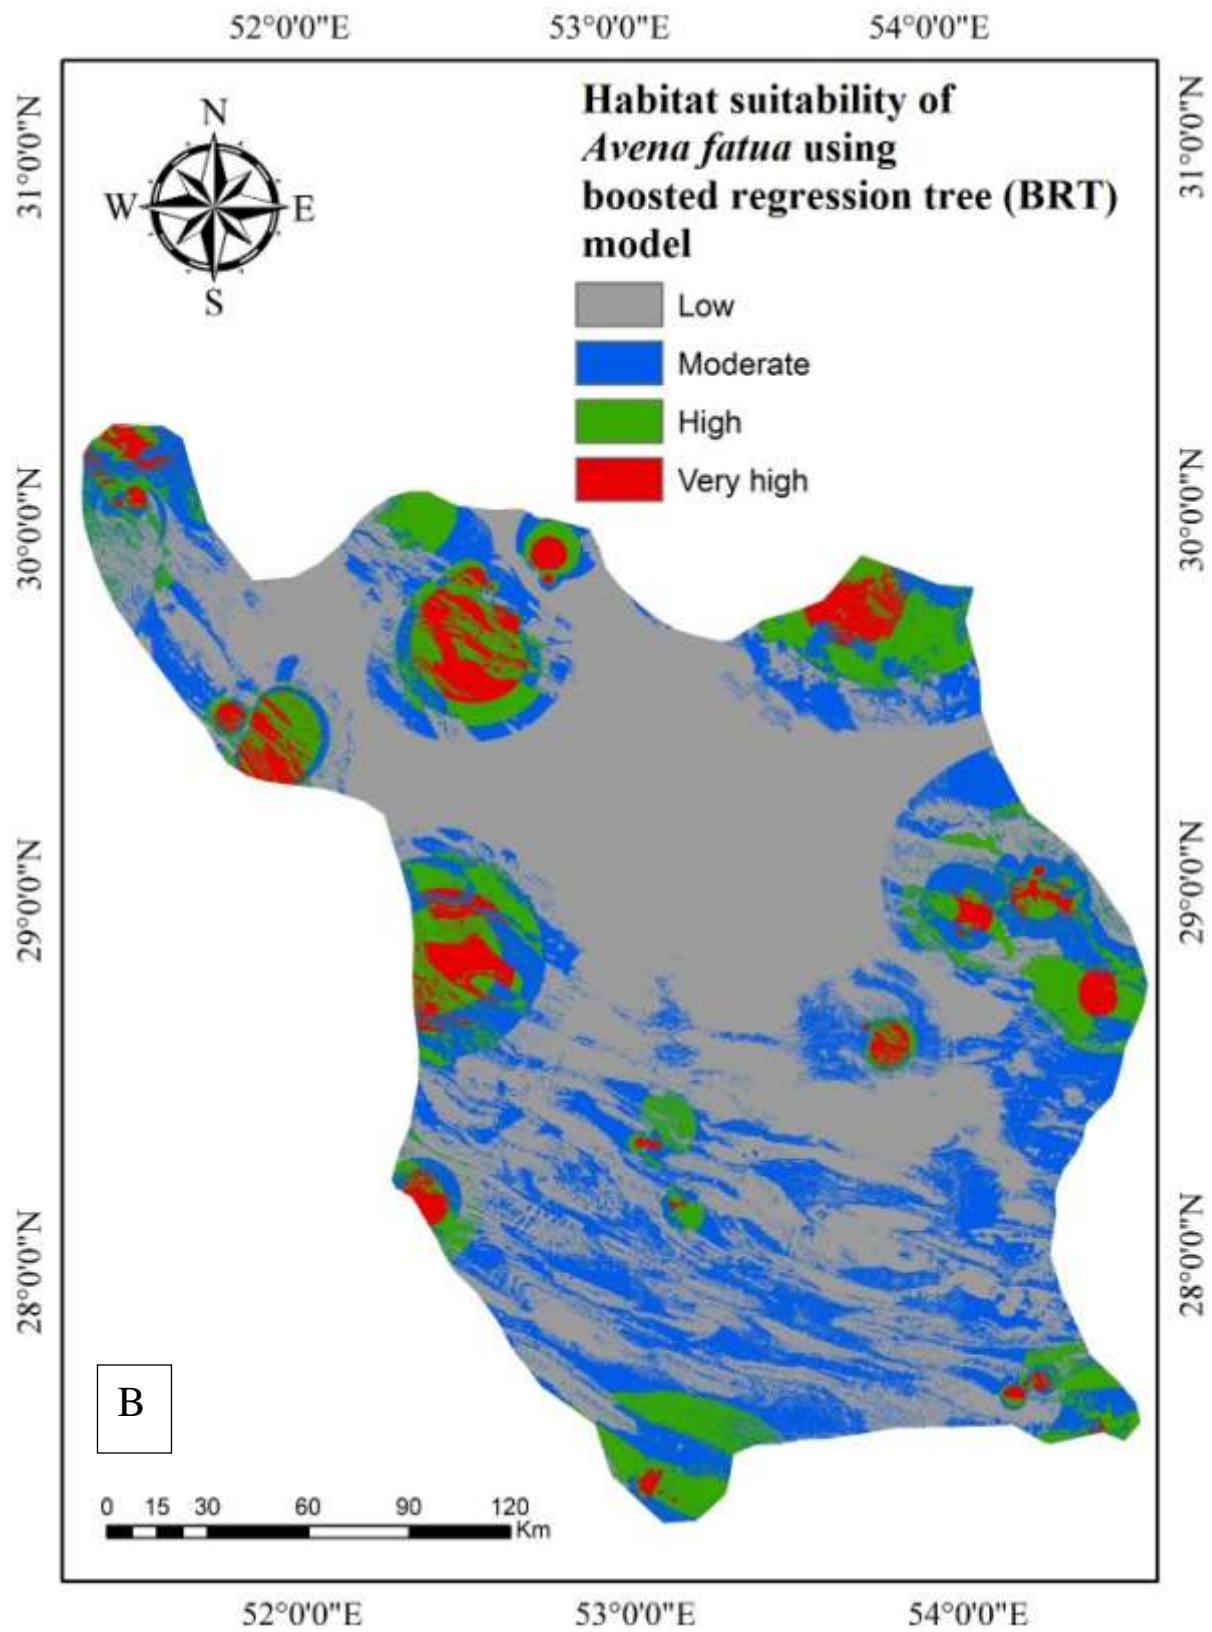 52°0'0"E 53°0'0"E 54°0'0"E
31°0'0"N
31°0'0"N
N
W E
S
Habitat suitability of
Avena fatua using
boosted regression tree (BRT)
model
Low
Moderate
High
Very high
30°0'0"N
30°0'0"N
29°0'0"N
29°0'0"N
28°0'0"N
28°0'0"N
B
0 15 30 60 90 120
Km
52°0'0"E 53°0'0"E 54°0'0"E